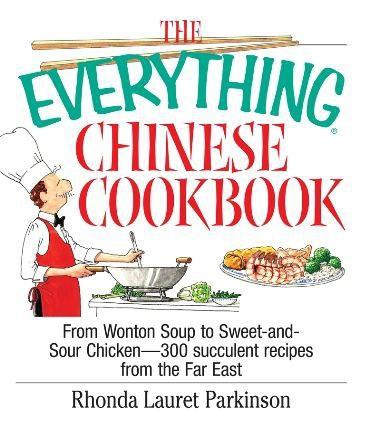 THE
EVERYTHING®
CHINESE
COOKBOOK
From Wonton Soup to Sweet-and-
Sour Chicken—300 succulent recipes
from the Far East
Rhonda Lauret Parkinson